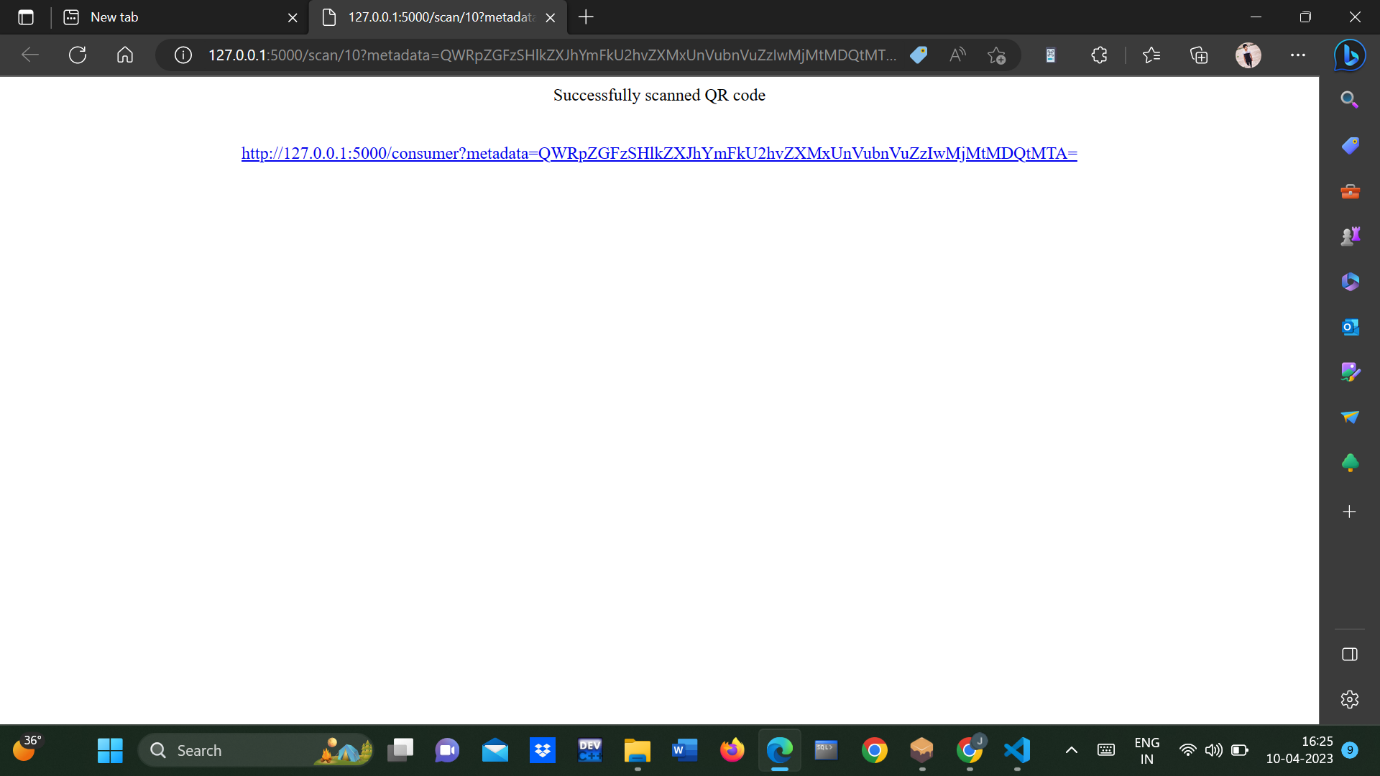 New tab
127.0.0.1:5000/scan/10?metadata
127.0.0.1:5000/scan/10?metadata=QWRpZGFzSHlkZXJhYmFkU2hvZXMxUnVubnVuZzIwMjMtMDQtMT...
Successfully scanned QR code
http://127.0.0.1:5000/consumer?metadata=QWRpZGFzSHlkZXJhYmFkU2hvZXMxUnVubnVuZzIwMjMtMDQtMTA=
36°
Search
DEV
C++
SQL>
J
ENG
IN
16:25
10-04-2023
9